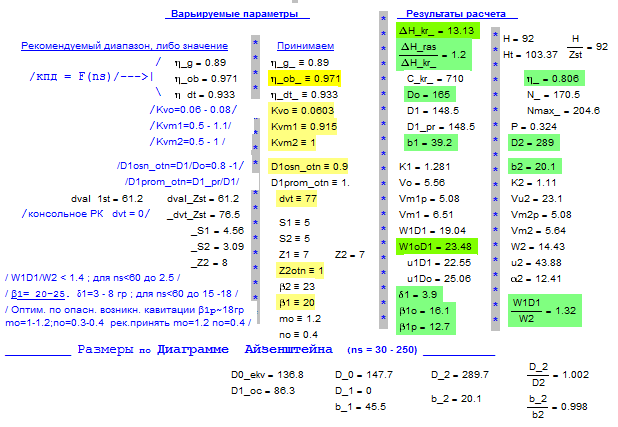 Варьируемые параметры
Результаты расчета
Рекомендуемый диапазон, либо значение
Принимаем
ΔH_kr_ = 13.13
H = 92
H
Zst
= 92
/ η_g = 0.89
η_g_ ≡ 0.89
ΔH_ras
ΔH_kr_
= 1.2
Ht = 103.37
/кпд = F(ns)/--->| η_ob = 0.971
η_ob_ ≡ 0.971
C_kr_ = 710
η_ = 0.806
\ η_dt = 0.933
η_dt_ ≡ 0.933
Do = 165
N_ = 170.5
/ Kvo=0.06 - 0.08/
Kvo ≡ 0.0603
D1 = 148.5
Nmax_ = 204.6
/ Kvm1=0.5 - 1.1/
Kvm1 ≡ 0.915
D1_pr = 148.5
P = 0.324
/ Kvm2=0.5 - 1 /
Kvm2 ≡ 1
b1 = 39.2
D2 = 289
/D1osn_otn=D1/Do=0.8 -1 /
D1osn_otn ≡ 0.9
K1 = 1.281
b2 = 20.1
/D1prom_otn=D1_pr/D1/
D1prom_otn ≡ 1.
Vo = 5.56
K2 = 1.11
dval_1st = 61.2
dval_Zst = 61.2
dvt ≡ 77
Vm1p = 5.08
Vu2 = 23.1
/ консольное РК dvt = 0/
_dvt_Zst = 76.5
Vm1 = 6.51
Vm2p = 5.08
_S1 = 4.56
S1 ≡ 5
W1D1 = 19.04
Vm2 = 5.64
_S2 = 3.09
S2 ≡ 5
W1oD1 = 23.48
W2 = 14.43
_Z2 = 8
Z1 ≡ 7
Z2 = 7
u1D1 = 22.55
u2 = 43.88
/ W1D1/W2 < 1.4 ; для ns<60 до 2.5 /
Z2otn ≡ 1
u1Do = 25.06
α2 = 12.41
/ β1= 20-25. δ1=3 - 8 гр ; для ns<60 до 15 -18 /
β2 ≡ 23
δ1 = 3.9
/ Оптим. по опасн. возникн. кавитации β1р~18гр
β1 ≡ 20
β1o = 16.1
W1D1
W2
= 1.32
mo=1-1.2;no=0.3-0.4 рек.принять mo=1.2 no=0.4 /
mo ≡ 1.2
β1p = 12.7
no ≡ 0.4
Размеры по Диаграмме Айзенштейна (ns = 30 - 250)
D0_ekv = 136.8
D_0 = 147.7
D_2 = 289.7
D_2
D2
= 1.002
D1_oc = 86.3
D_1 = 0
b_1 = 45.5
b_2 = 20.1
b_2
b2
= 0.998